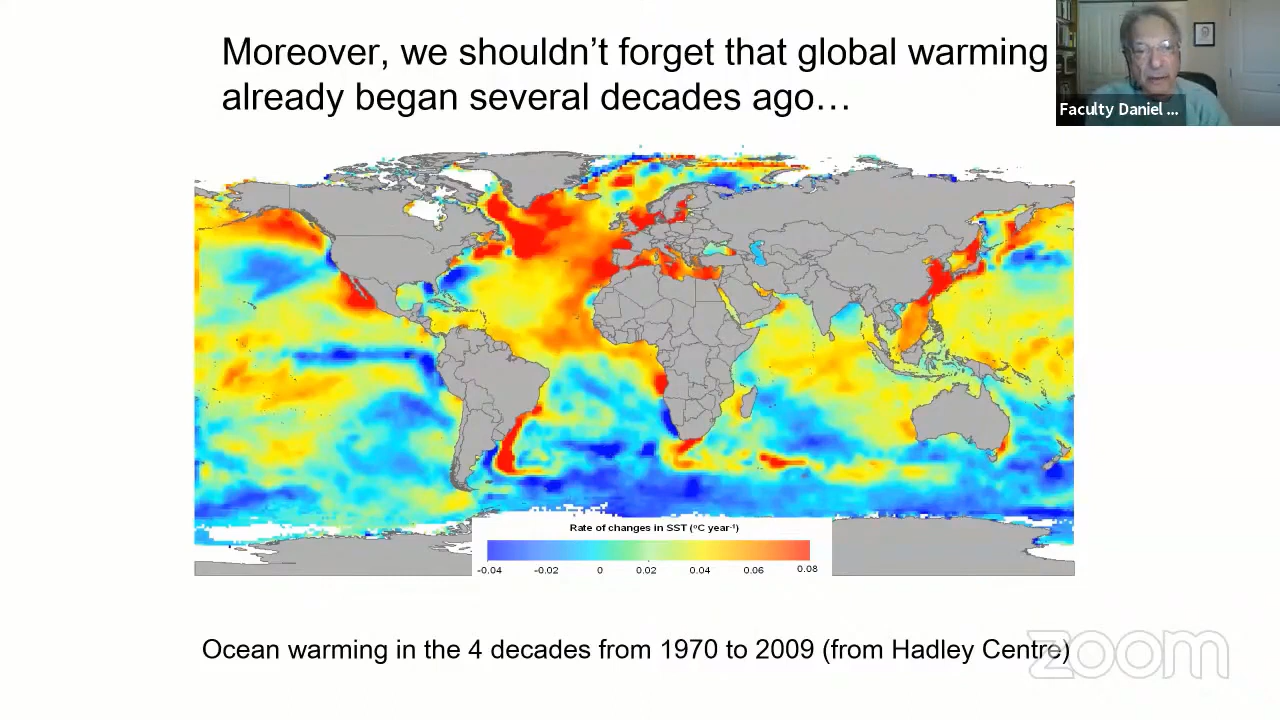 Moreover, we shouldn’t forget that global warming
already began several decades ago…
Faculty Daniel ...
Rate of changes in SST (°C year⁻¹)
-0.04 -0.02 0 0.02 0.04 0.06 0.08
Ocean warming in the 4 decades from 1970 to 2009 (from Hadley Centre)
zoom